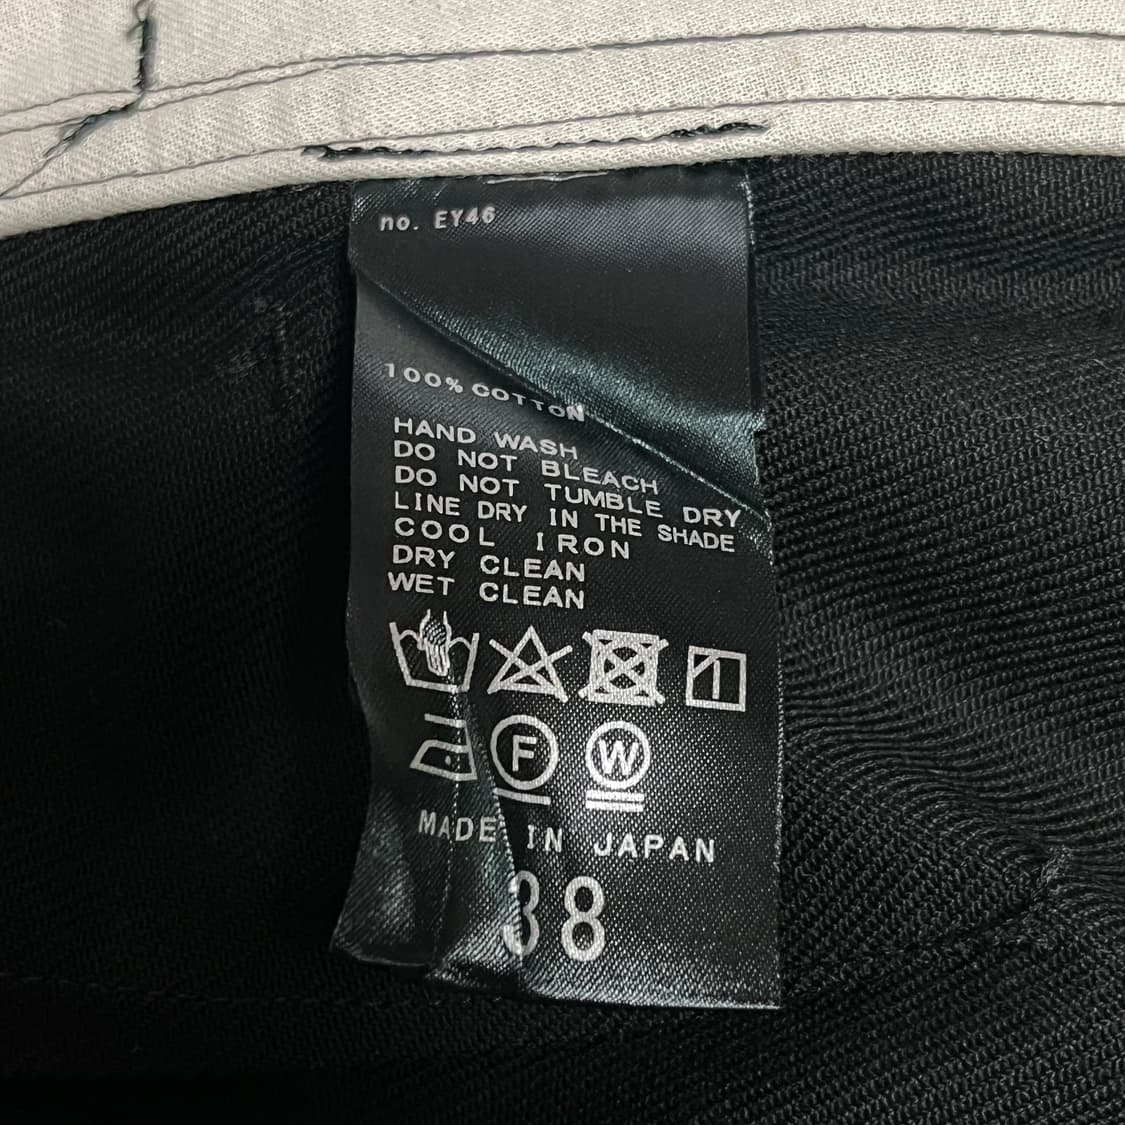 no. EY46
100% COTTON
HAND WASH
DO NOT BLEACH
DO NOT TUMBLE DRY
LINE DRY IN THE SHADE
COOL IRON
DRY CLEAN
WET CLEAN
F W
MADE IN JAPAN
38